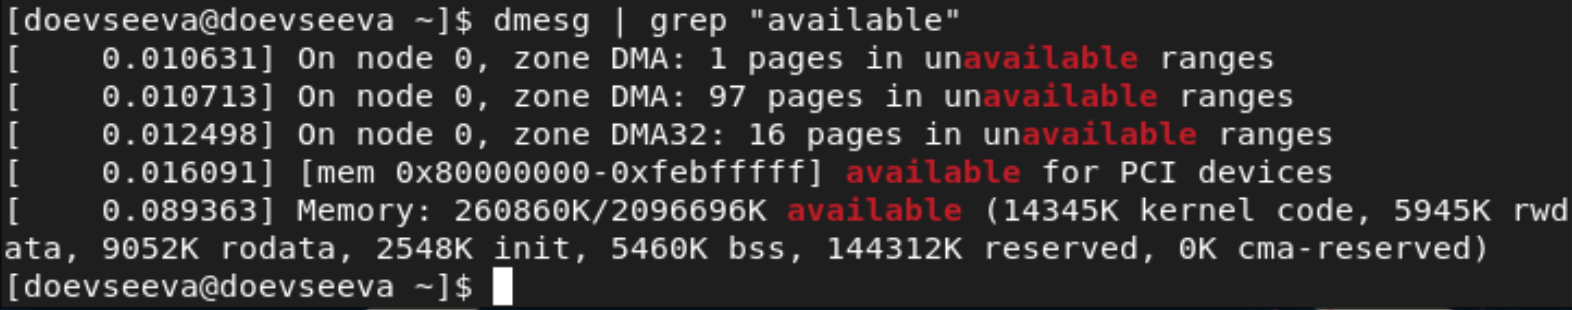 [doevseeva@doevseeva ~]$ dmesg | grep "available"
[    0.010631] On node 0, zone DMA: 1 pages in unavailable ranges
[    0.010713] On node 0, zone DMA: 97 pages in unavailable ranges
[    0.012498] On node 0, zone DMA32: 16 pages in unavailable ranges
[    0.016091] [mem 0x80000000-0xfebfffff] available for PCI devices
[    0.089363] Memory: 260860K/2096696K available (14345K kernel code, 5945K rwd
ata, 9052K rodata, 2548K init, 5460K bss, 144312K reserved, 0K cma-reserved)
[doevseeva@doevseeva ~]$